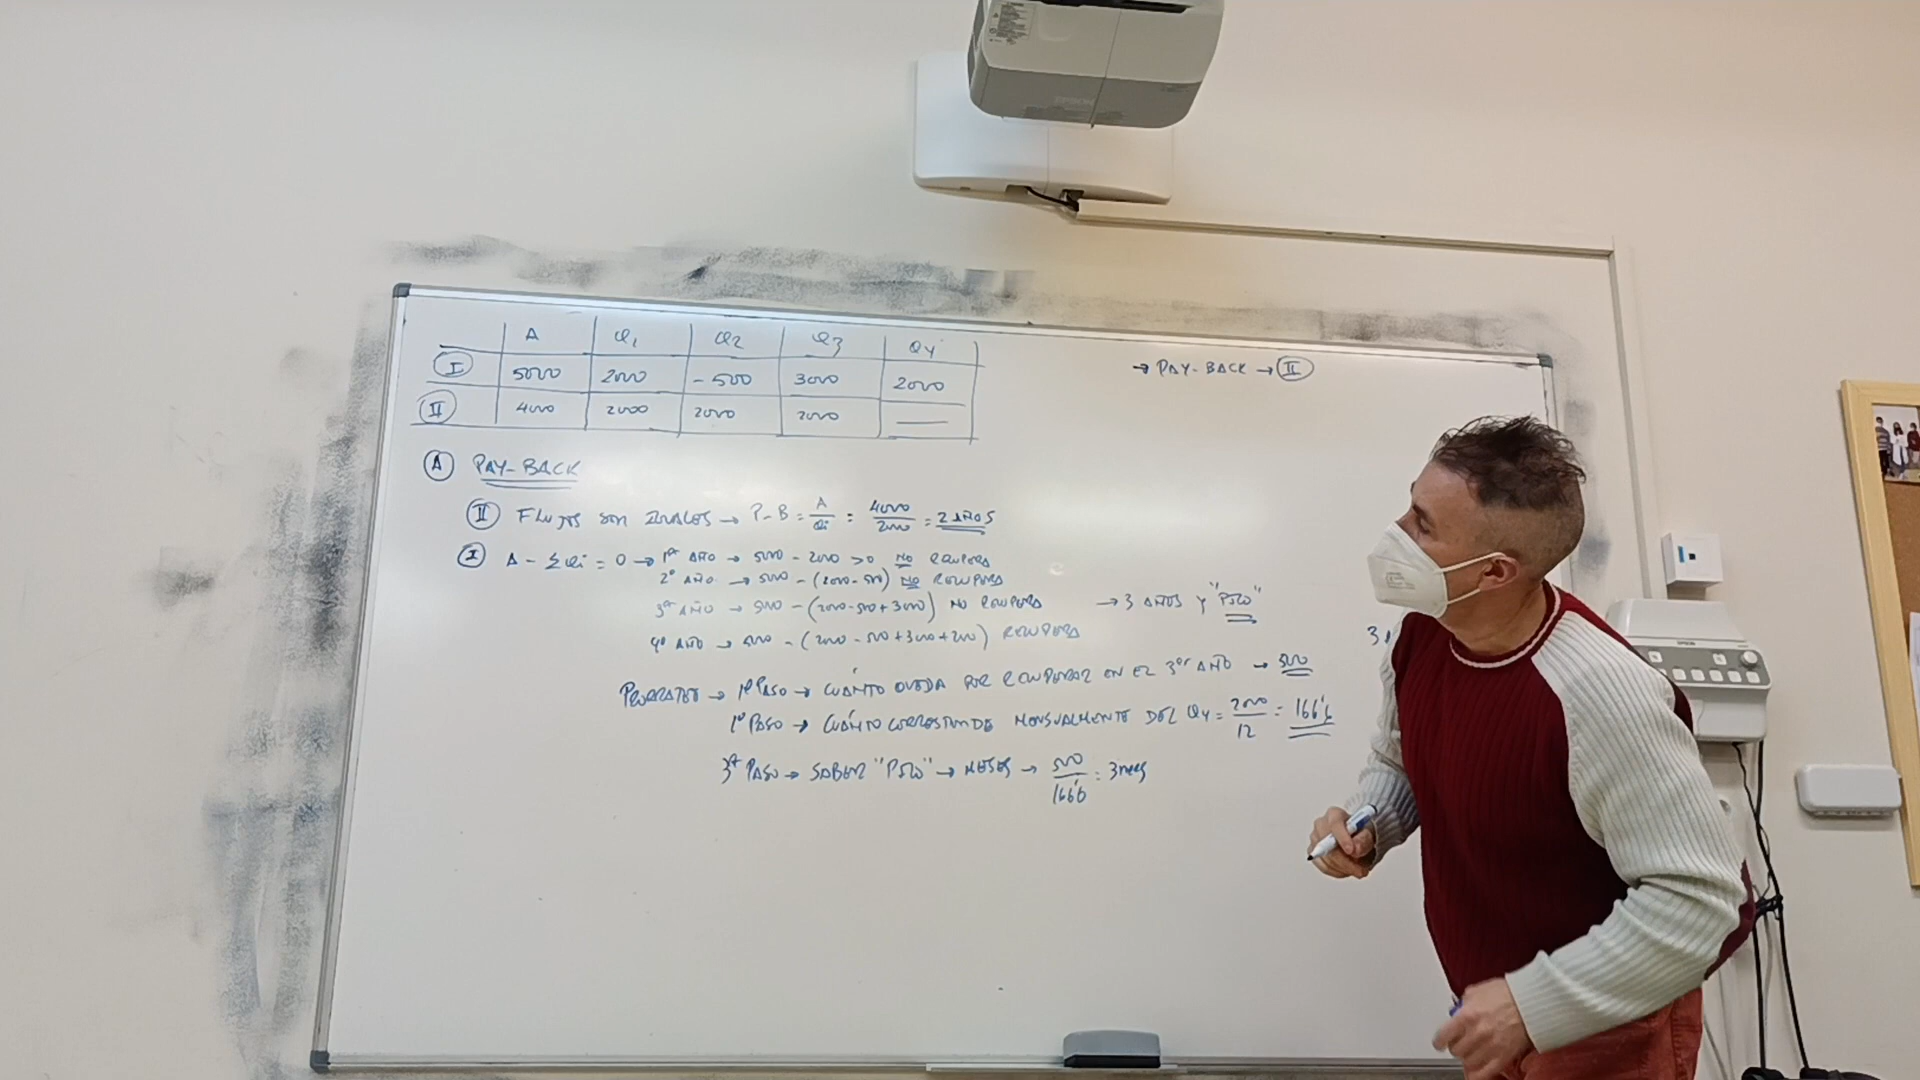 A Q1 Q2 Q3 Q4
I 5000 2000 -500 3000 2000
II 4000 2000 2000 2000 —
→ PAY-BACK → II
A PAY-BACK
II FLUJOS SON IGUALES → P-B = A/Qi = 4000/2000 = 2 AÑOS
I A - ΣQi = 0 → 1er AÑO → 5000 - 2000 > 0 NO RECUPERA
2º AÑO → 5000 - (2000-500) NO RECUPERA
3er AÑO → 5000 - (2000-500+3000) NO RECUPERA → 3 AÑOS Y "PICO"
4º AÑO → 5000 - (2000-500+3000+2000) RECUPERA
PRORRATEO → 1º PASO → CUÁNTO QUEDA POR RECUPERAR EN EL 3er AÑO → 500
1º PASO → CUÁNTO CORRESPONDE MENSUALMENTE DEL Q4 = 2000/12 = 166'6
3er PASO → SABER "PICO" → MESES → 500/166'6 = 3 meses
3
EPSON